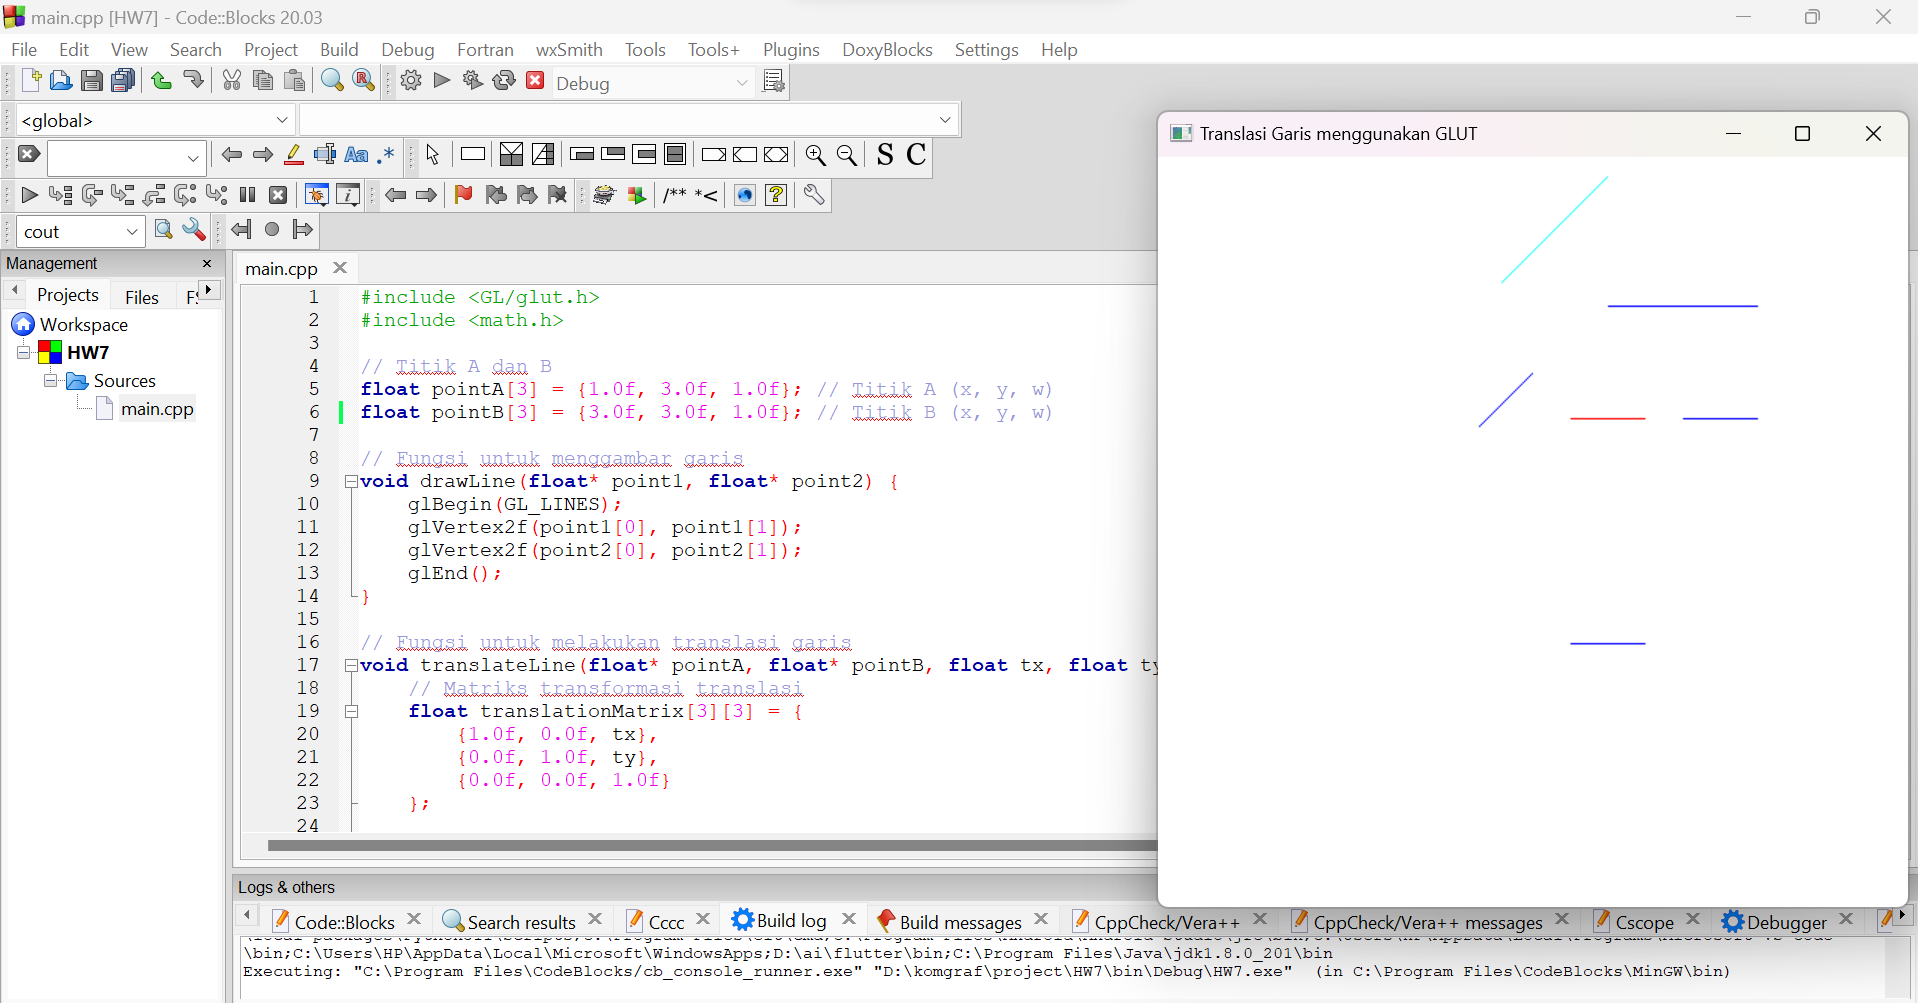 main.cpp [HW7] - Code::Blocks 20.03
File Edit View Search Project Build Debug Fortran wxSmith Tools Tools+ Plugins DoxyBlocks Settings Help
Debug
<global>
Aa .* S C
/** *<
cout
Management
Projects Files
Workspace
HW7
Sources
main.cpp
main.cpp
1 #include <GL/glut.h>
2 #include <math.h>
3
4 // Titik A dan B
5 float pointA[3] = {1.0f, 3.0f, 1.0f}; // Titik A (x, y, w)
6 float pointB[3] = {3.0f, 3.0f, 1.0f}; // Titik B (x, y, w)
7
8 // Fungsi untuk menggambar garis
9 void drawLine(float* point1, float* point2) {
10 glBegin(GL_LINES);
11 glVertex2f(point1[0], point1[1]);
12 glVertex2f(point2[0], point2[1]);
13 glEnd();
14 }
15
16 // Fungsi untuk melakukan translasi garis
17 void translateLine(float* pointA, float* pointB, float tx, float ty
18 // Matriks transformasi translasi
19 float translationMatrix[3][3] = {
20 {1.0f, 0.0f, tx},
21 {0.0f, 1.0f, ty},
22 {0.0f, 0.0f, 1.0f}
23 };
24
Translasi Garis menggunakan GLUT
Logs & others
Code::Blocks Search results Cccc Build log Build messages CppCheck/Vera++ CppCheck/Vera++ messages Cscope Debugger
\bin;C:\Users\HP\AppData\Local\Microsoft\WindowsApps;D:\ai\flutter\bin;C:\Program Files\Java\jdk1.8.0_201\bin
Executing: "C:\Program Files\CodeBlocks/cb_console_runner.exe" "D:\komgraf\project\HW7\bin\Debug\HW7.exe" (in C:\Program Files\CodeBlocks\MinGW\bin)